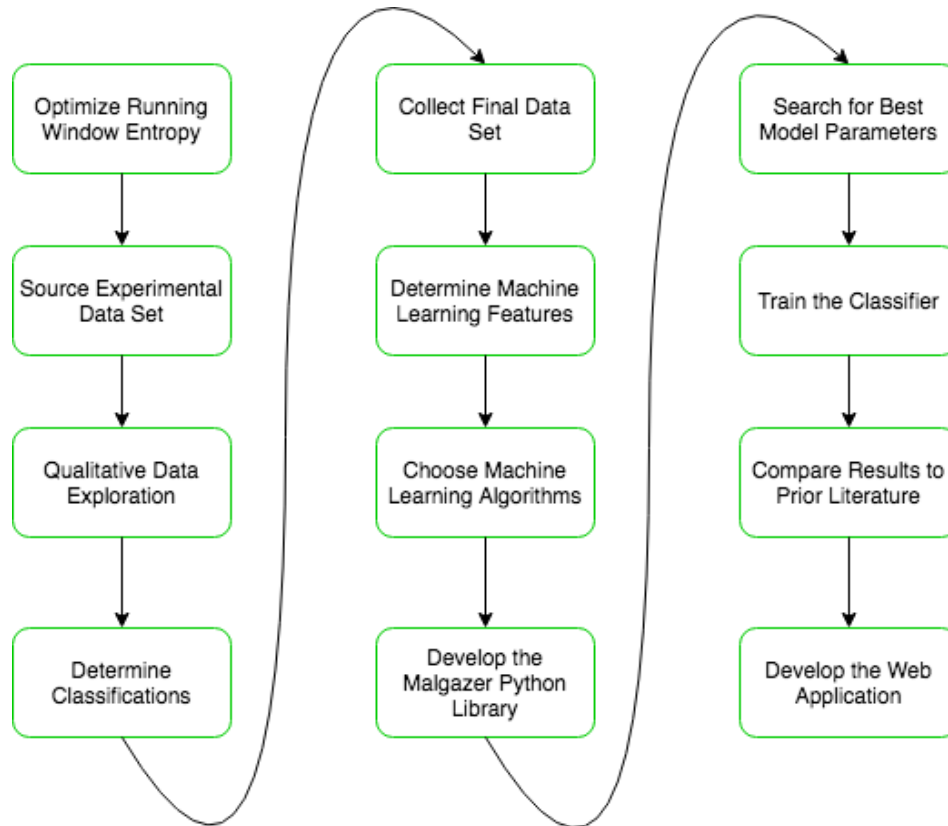 Optimize Running
Window Entropy
Source Experimental
Data Set
Qualitative Data
Exploration
Determine
Classifications
Collect Final Data
Set
Determine Machine
Learning Features
Choose Machine
Learning Algorithms
Develop the
Malgazer Python
Library
Search for Best
Model Parameters
Train the Classifier
Compare Results to
Prior Literature
Develop the Web
Application